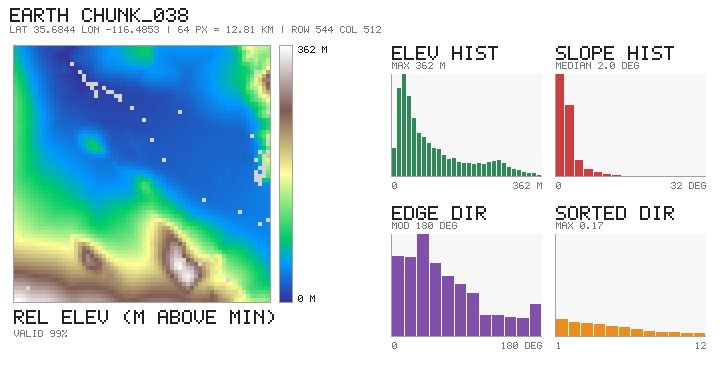 EARTH CHUNK_038
LAT 35.6844 LON -116.4853 | 64 PX = 12.81 KM | ROW 544 COL 512
362 M
0 M
REL ELEV (M ABOVE MIN)
VALID 99%
ELEV HIST
MAX 362 M
0 362 M
SLOPE HIST
MEDIAN 2.0 DEG
0 32 DEG
EDGE DIR
MOD 180 DEG
0 180 DEG
SORTED DIR
MAX 0.17
1 12